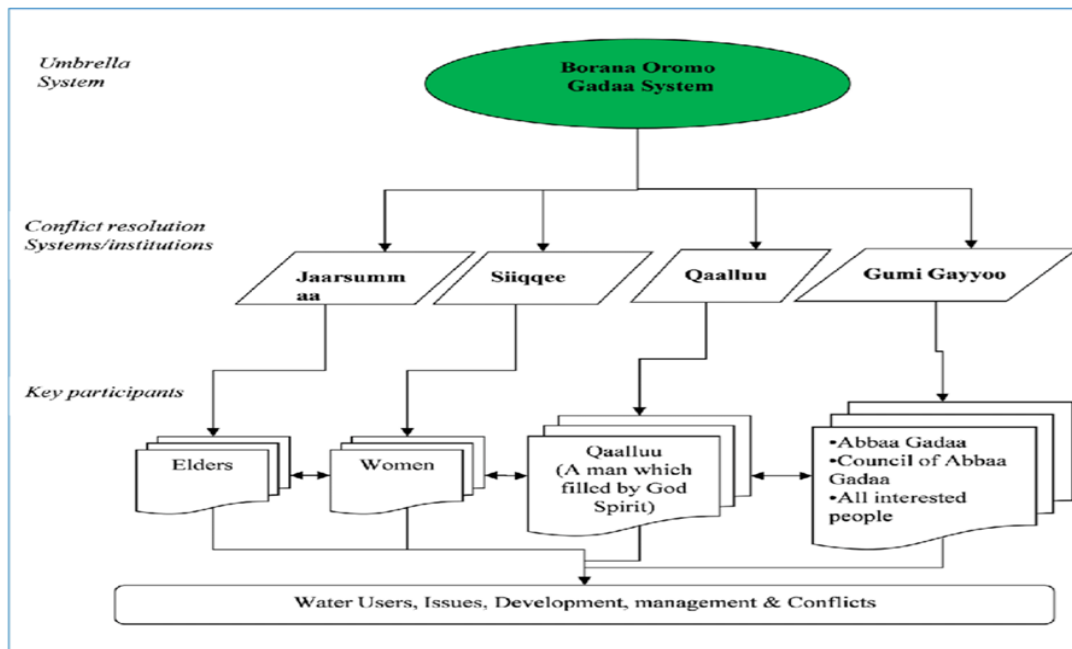 Umbrella
System
Borana Oromo
Gadaa System
Conflict resolution
Systems/institutions
Jaarsumm
aa
Siiqqee
Qaalluu
Gumi Gayyoo
Key participants
Elders
Women
Qaalluu
(A man which
filled by God
Spirit)
•Abbaa Gadaa
•Council of Abbaa
Gadaa
•All interested
people
Water Users, Issues, Development, management & Conflicts